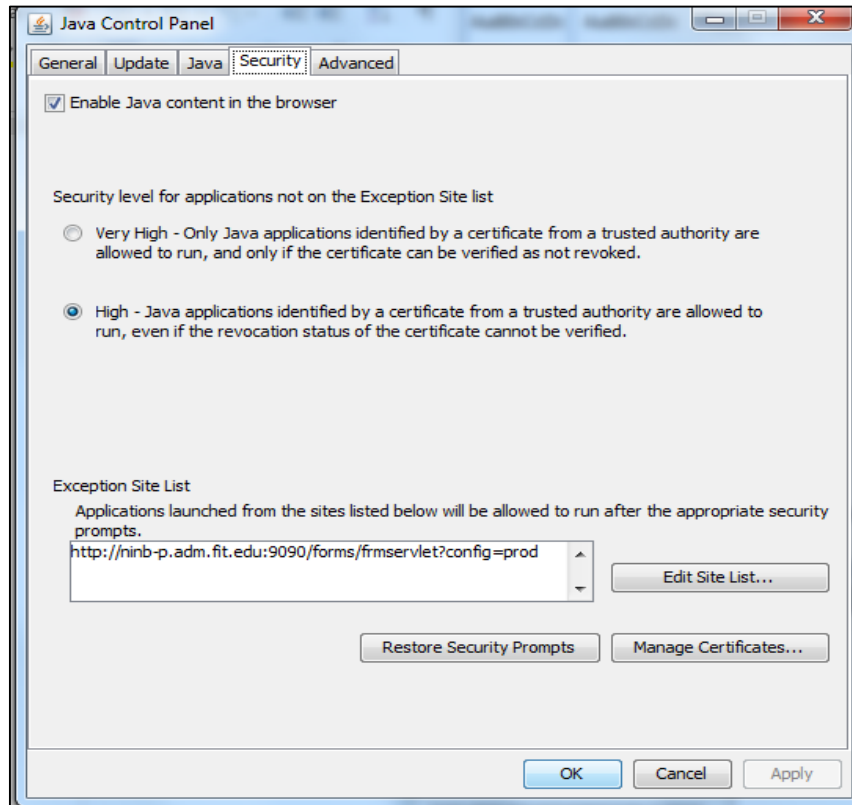 Java Control Panel
General Update Java Security Advanced
Enable Java content in the browser
Security level for applications not on the Exception Site list
Very High - Only Java applications identified by a certificate from a trusted authority are
allowed to run, and only if the certificate can be verified as not revoked.
High - Java applications identified by a certificate from a trusted authority are allowed to
run, even if the revocation status of the certificate cannot be verified.
Exception Site List
Applications launched from the sites listed below will be allowed to run after the appropriate security
prompts.
http://ninb-p.adm.fit.edu:9090/forms/frmservlet?config=prod
Edit Site List...
Restore Security Prompts Manage Certificates...
OK Cancel Apply